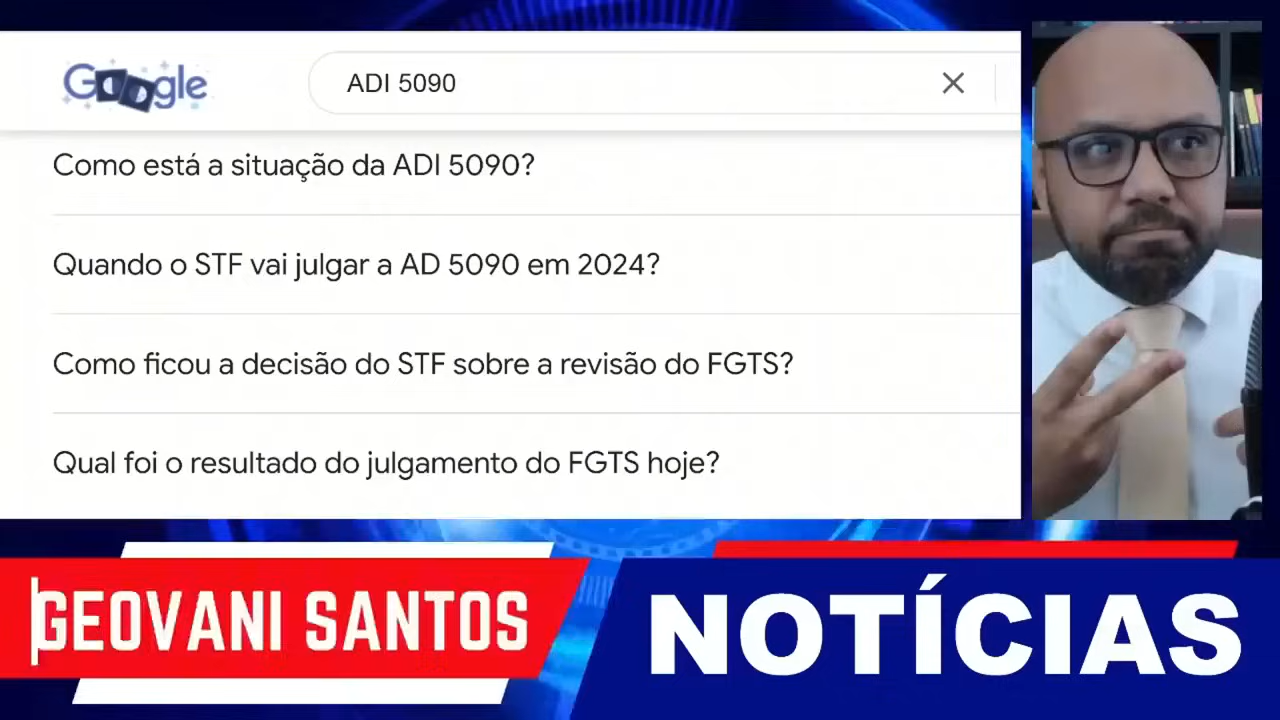 Google
ADI 5090
Como está a situação da ADI 5090?
Quando o STF vai julgar a AD 5090 em 2024?
Como ficou a decisão do STF sobre a revisão do FGTS?
Qual foi o resultado do julgamento do FGTS hoje?
GEOVANI SANTOS
NOTÍCIAS